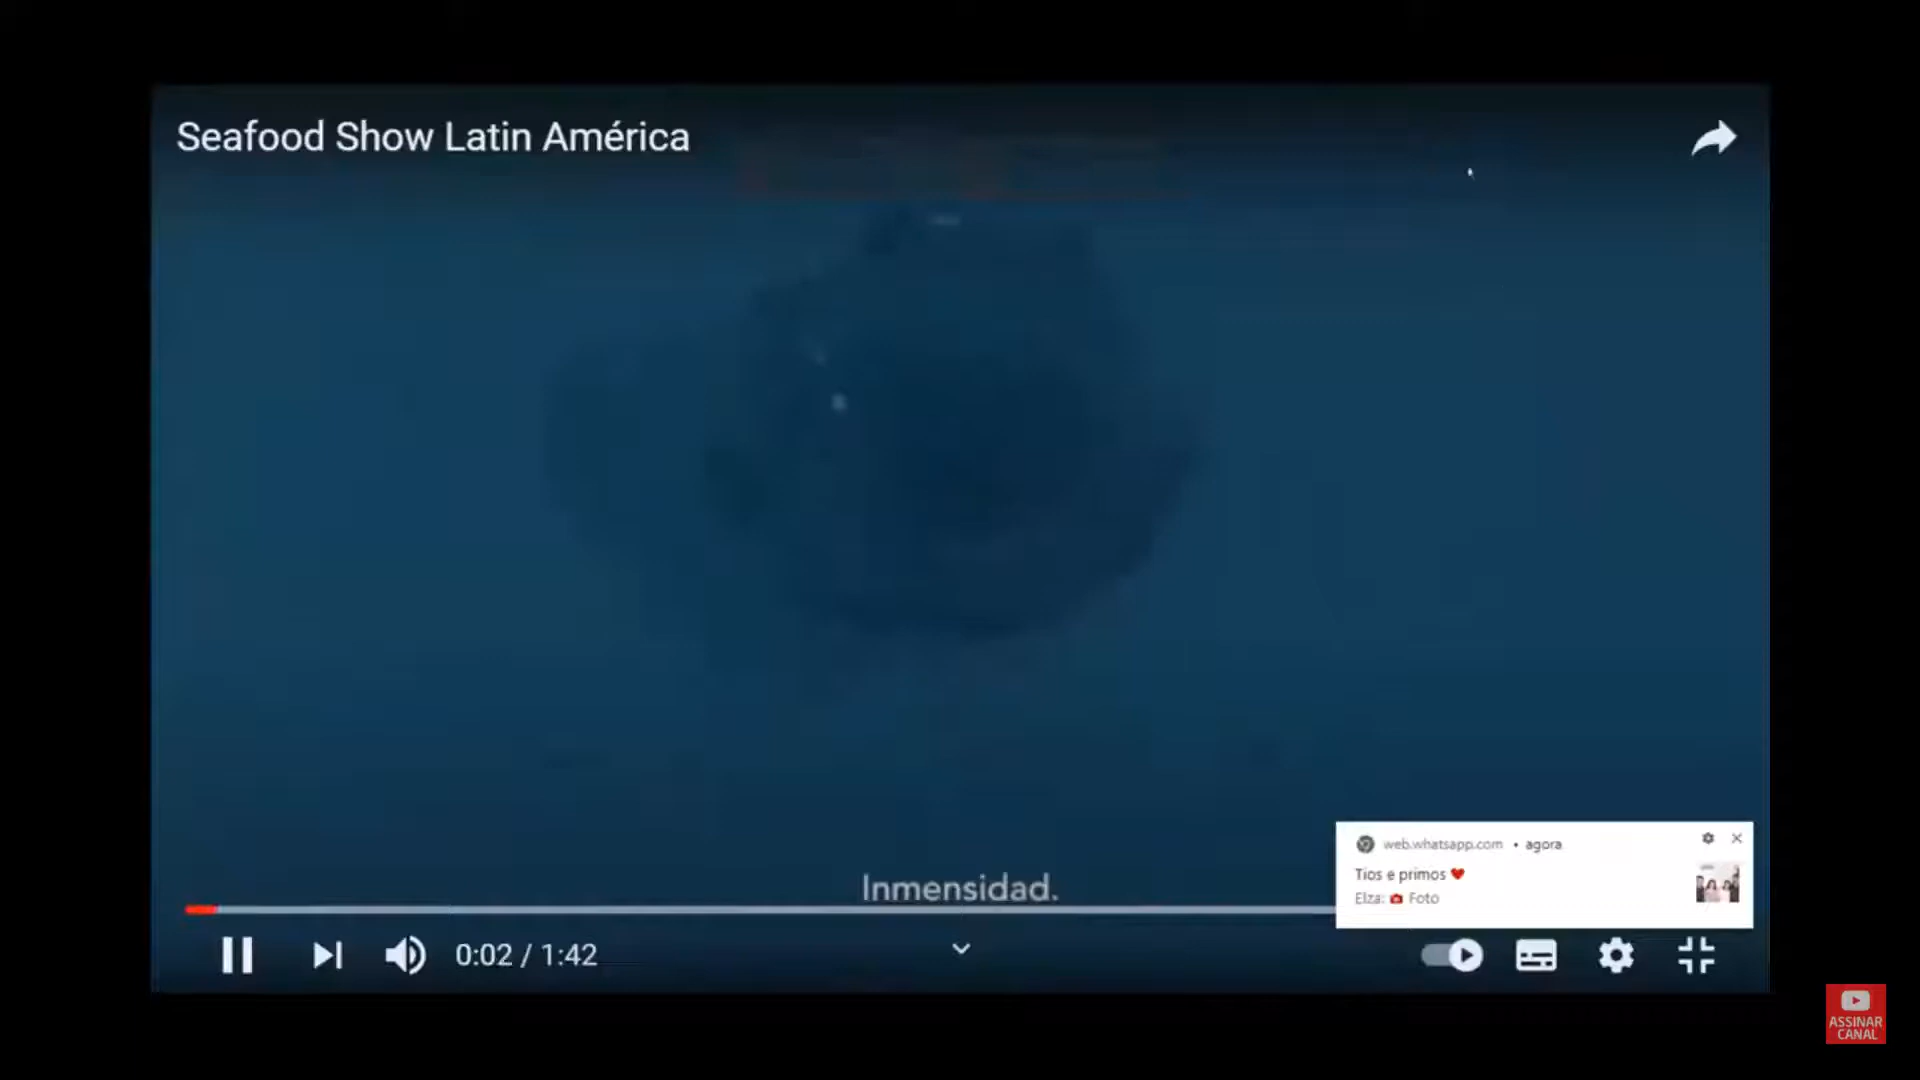 Seafood Show Latin América
web.whatsapp.com • agora
Tios e primos ❤
Elza: 📷 Foto
Inmensidad.
0:02 / 1:42
ASSINAR
CANAL